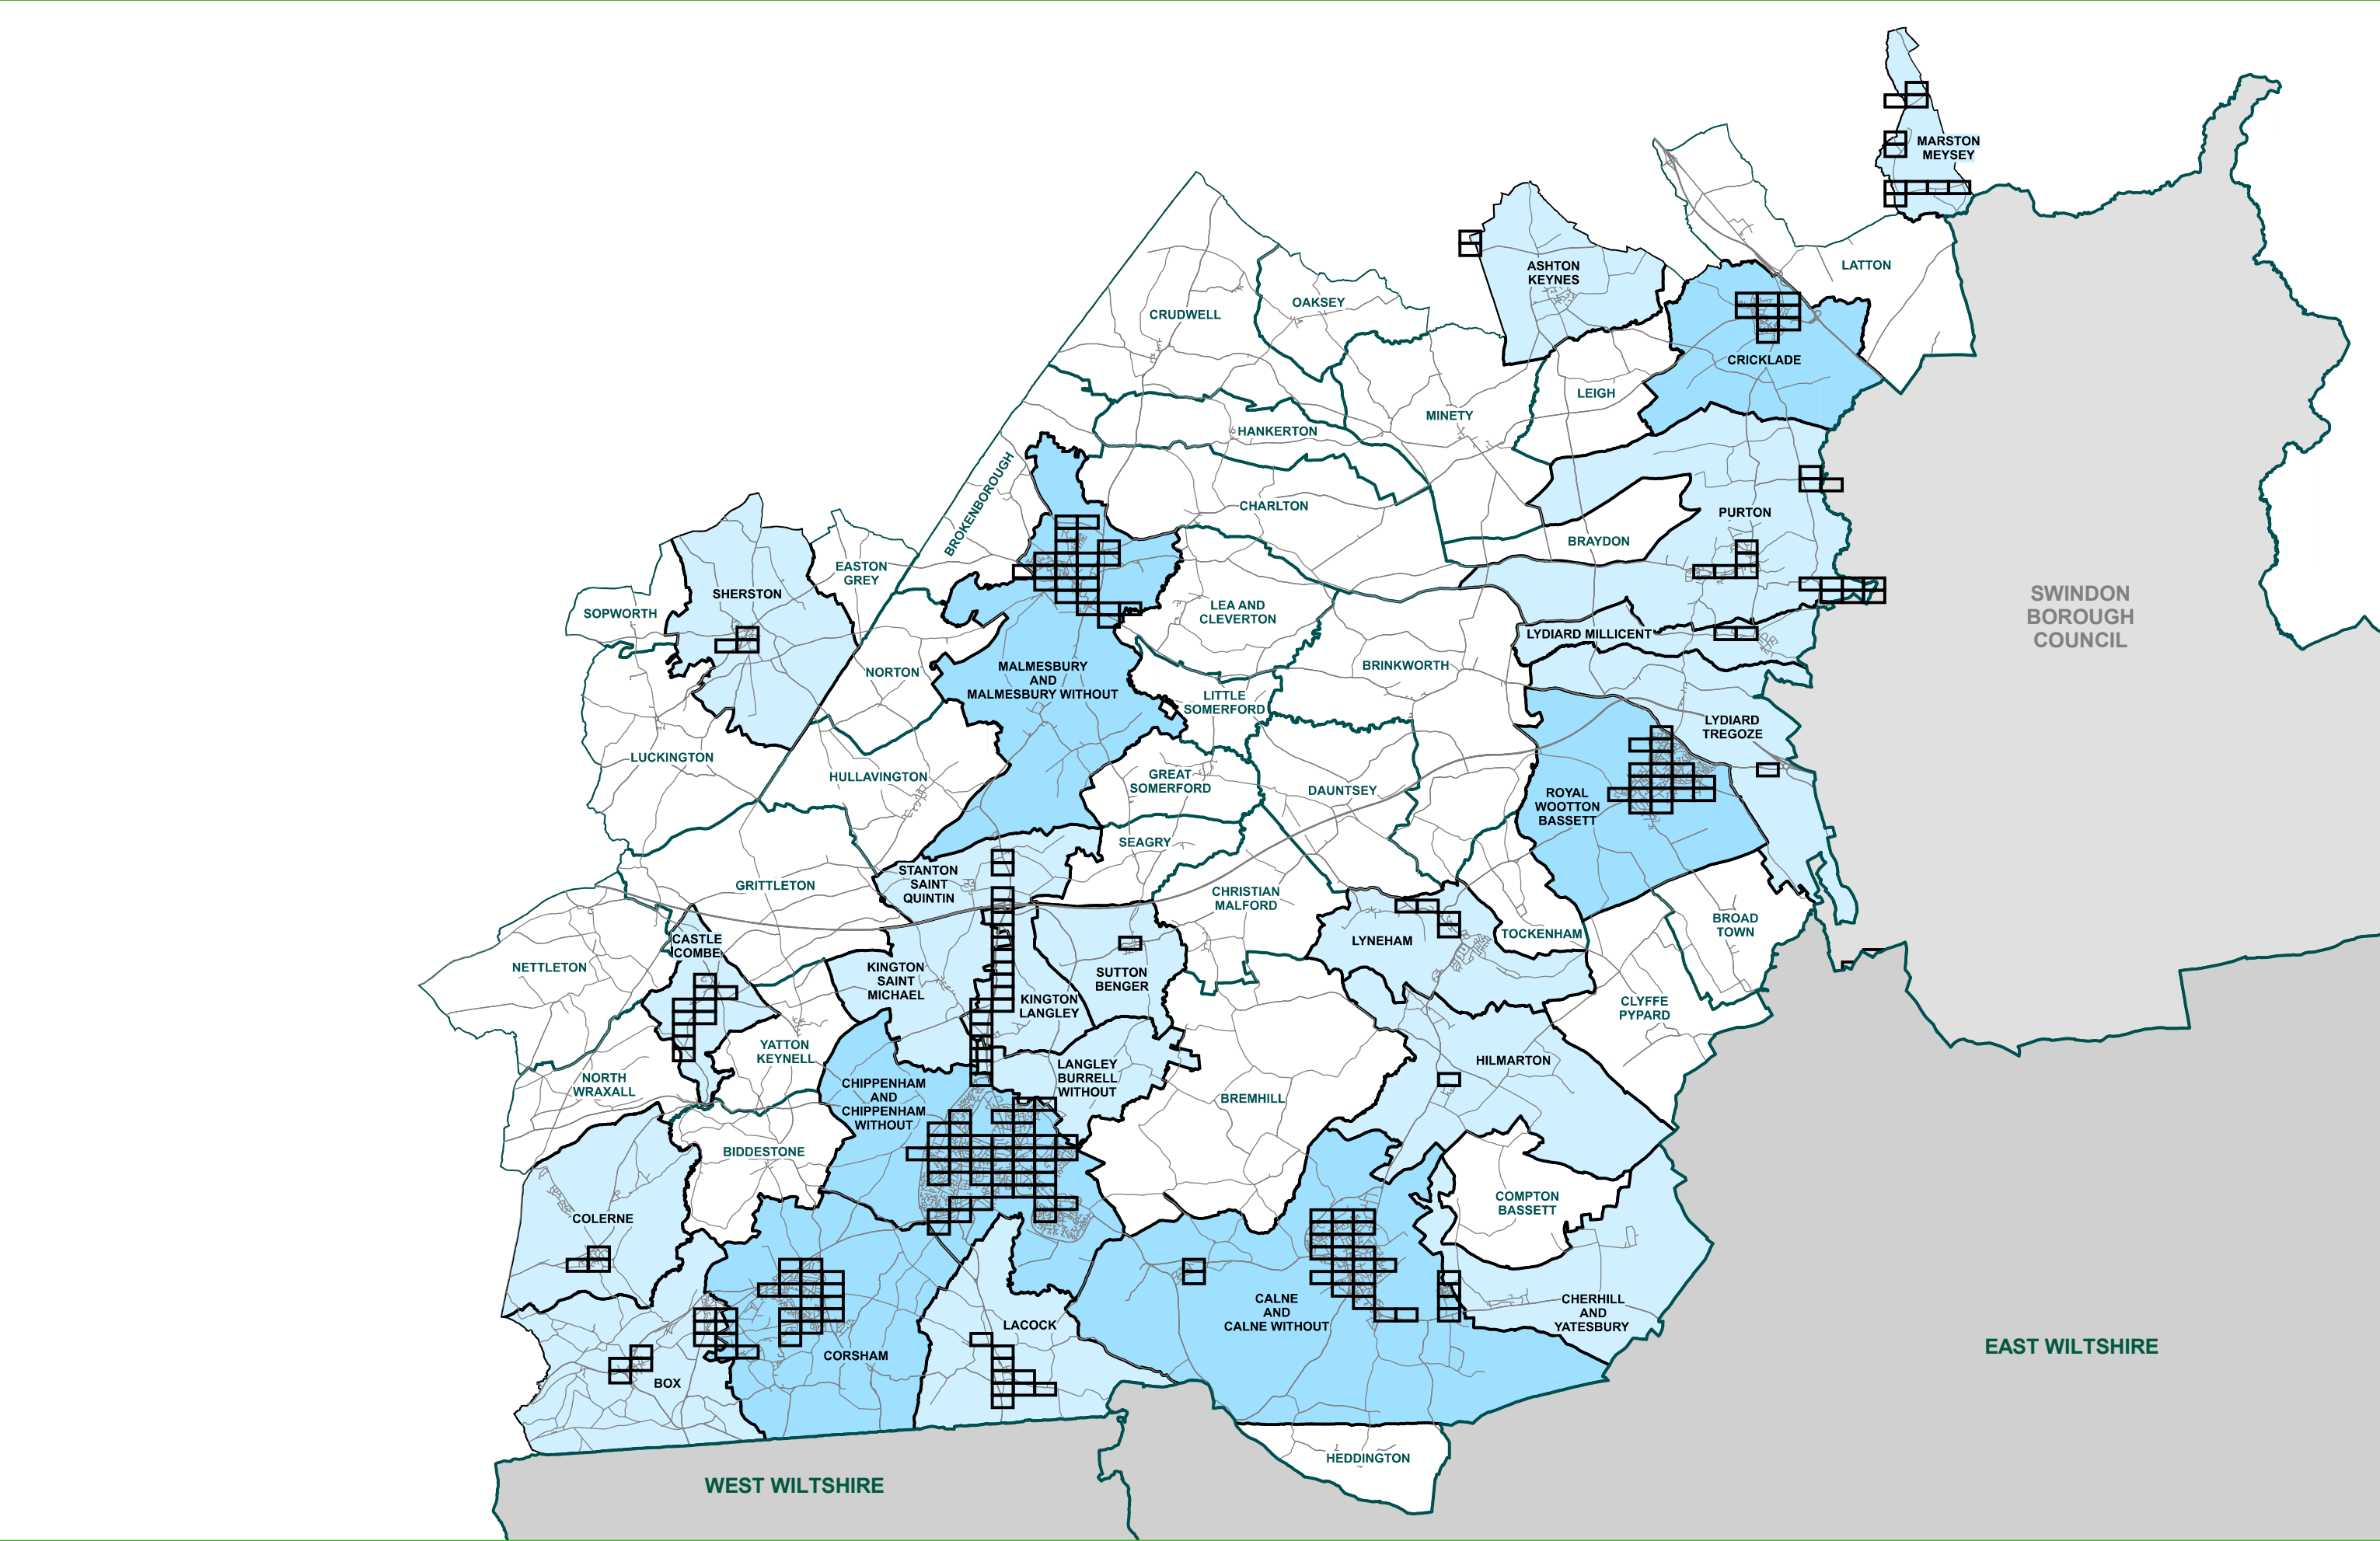 MARSTON
MEYSEY
LATTON
ASHTON
KEYNES
OAKSEY
CRUDWELL
CRICKLADE
LEIGH
MINETY
HANKERTON
BROKENBOROUGH
CHARLTON
PURTON
BRAYDON
EASTON
GREY
SHERSTON
SOPWORTH
LEA AND
CLEVERTON
SWINDON
BOROUGH
COUNCIL
LYDIARD MILLICENT
NORTON
MALMESBURY
AND
MALMESBURY WITHOUT
BRINKWORTH
LITTLE
SOMERFORD
LYDIARD
TREGOZE
LUCKINGTON
HULLAVINGTON
GREAT
SOMERFORD
DAUNTSEY
ROYAL
WOOTTON
BASSETT
SEAGRY
STANTON
SAINT
QUINTIN
GRITTLETON
CHRISTIAN
MALFORD
BROAD
TOWN
TOCKENHAM
LYNEHAM
CASTLE
COMBE
NETTLETON
KINGTON
SAINT
MICHAEL
SUTTON
BENGER
KINGTON
LANGLEY
CLYFFE
PYPARD
YATTON
KEYNELL
HILMARTON
NORTH
WRAXALL
LANGLEY
BURRELL
WITHOUT
CHIPPENHAM
AND
CHIPPENHAM
WITHOUT
BREMHILL
BIDDESTONE
COMPTON
BASSETT
COLERNE
CALNE
AND
CALNE WITHOUT
CHERHILL
AND
YATESBURY
LACOCK
CORSHAM
BOX
EAST WILTSHIRE
HEDDINGTON
WEST WILTSHIRE